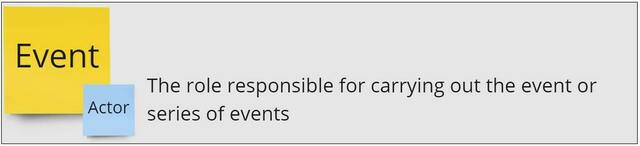 Event
Actor
The role responsible for carrying out the event or
series of events